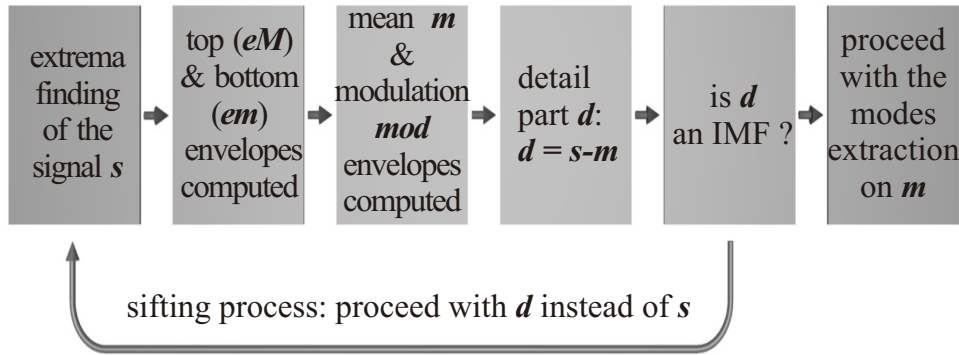 extrema
finding
of the
signal s
top (eM)
& bottom
(em)
envelopes
computed
mean m
&
modulation
mod
envelopes
computed
detail
part d:
d = s-m
is d
an IMF ?
proceed
with the
modes
extraction
on m
sifting process: proceed with d instead of s